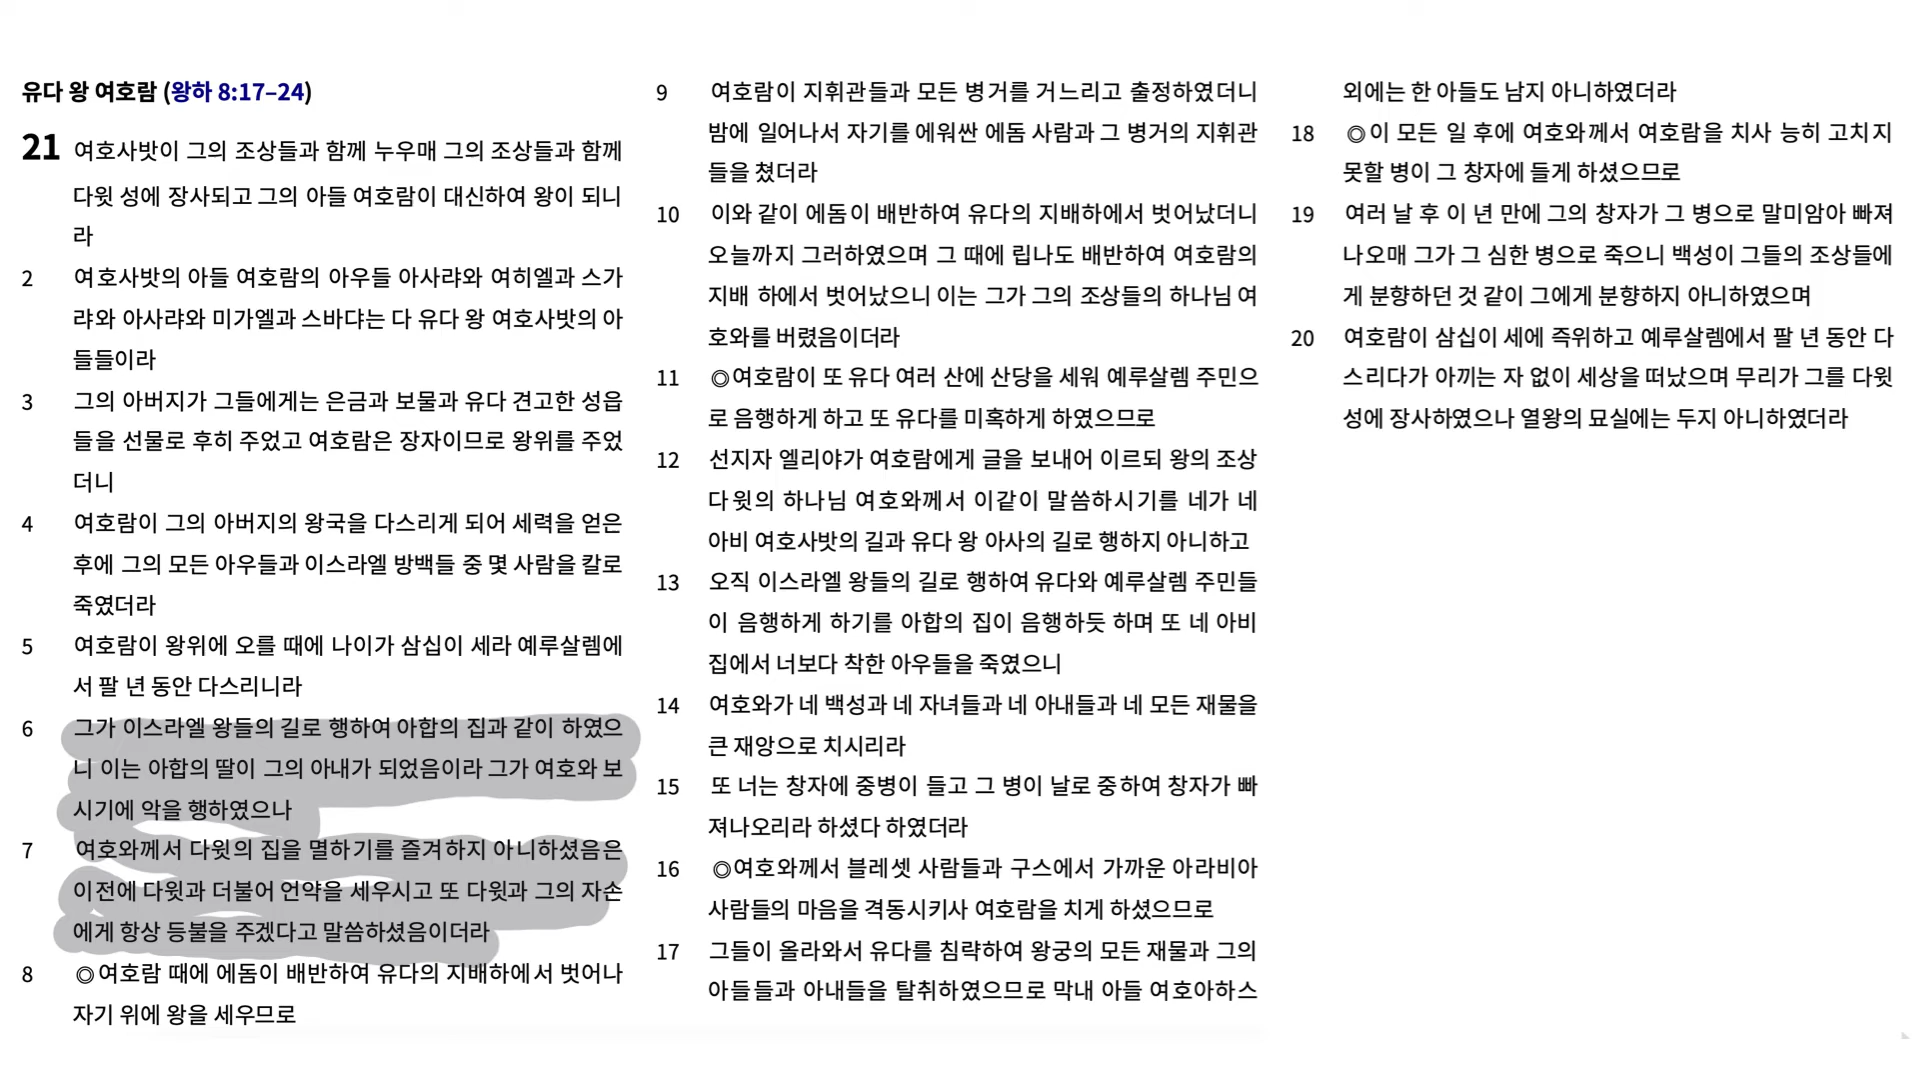 유다 왕 여호람 (왕하 8:17–24)
21 여호사밧이 그의 조상들과 함께 누우매 그의 조상들과 함께
다윗 성에 장사되고 그의 아들 여호람이 대신하여 왕이 되니
라
2 여호사밧의 아들 여호람의 아우들 아사랴와 여히엘과 스가
랴와 아사랴와 미가엘과 스바댜는 다 유다 왕 여호사밧의 아
들들이라
3 그의 아버지가 그들에게는 은금과 보물과 유다 견고한 성읍
들을 선물로 후히 주었고 여호람은 장자이므로 왕위를 주었
더니
4 여호람이 그의 아버지의 왕국을 다스리게 되어 세력을 얻은
후에 그의 모든 아우들과 이스라엘 방백들 중 몇 사람을 칼로
죽였더라
5 여호람이 왕위에 오를 때에 나이가 삼십이 세라 예루살렘에
서 팔 년 동안 다스리니라
6 그가 이스라엘 왕들의 길로 행하여 아합의 집과 같이 하였으
니 이는 아합의 딸이 그의 아내가 되었음이라 그가 여호와 보
시기에 악을 행하였으나
7 여호와께서 다윗의 집을 멸하기를 즐겨하지 아니하셨음은
이전에 다윗과 더불어 언약을 세우시고 또 다윗과 그의 자손
에게 항상 등불을 주겠다고 말씀하셨음이더라
8 ◎여호람 때에 에돔이 배반하여 유다의 지배하에서 벗어나
자기 위에 왕을 세우므로
9 여호람이 지휘관들과 모든 병거를 거느리고 출정하였더니
밤에 일어나서 자기를 에워싼 에돔 사람과 그 병거의 지휘관
들을 쳤더라
10 이와 같이 에돔이 배반하여 유다의 지배하에서 벗어났더니
오늘까지 그러하였으며 그 때에 립나도 배반하여 여호람의
지배 하에서 벗어났으니 이는 그가 그의 조상들의 하나님 여
호와를 버렸음이더라
11 ◎여호람이 또 유다 여러 산에 산당을 세워 예루살렘 주민으
로 음행하게 하고 또 유다를 미혹하게 하였으므로
12 선지자 엘리야가 여호람에게 글을 보내어 이르되 왕의 조상
다윗의 하나님 여호와께서 이같이 말씀하시기를 네가 네
아비 여호사밧의 길과 유다 왕 아사의 길로 행하지 아니하고
13 오직 이스라엘 왕들의 길로 행하여 유다와 예루살렘 주민들
이 음행하게 하기를 아합의 집이 음행하듯 하며 또 네 아비
집에서 너보다 착한 아우들을 죽였으니
14 여호와가 네 백성과 네 자녀들과 네 아내들과 네 모든 재물을
큰 재앙으로 치시리라
15 또 너는 창자에 중병이 들고 그 병이 날로 중하여 창자가 빠
져나오리라 하셨다 하였더라
16 ◎여호와께서 블레셋 사람들과 구스에서 가까운 아라비아
사람들의 마음을 격동시키사 여호람을 치게 하셨으므로
17 그들이 올라와서 유다를 침략하여 왕궁의 모든 재물과 그의
아들들과 아내들을 탈취하였으므로 막내 아들 여호아하스
외에는 한 아들도 남지 아니하였더라
18 ◎이 모든 일 후에 여호와께서 여호람을 치사 능히 고치지
못할 병이 그 창자에 들게 하셨으므로
19 여러 날 후 이 년 만에 그의 창자가 그 병으로 말미암아 빠져
나오매 그가 그 심한 병으로 죽으니 백성이 그들의 조상들에
게 분향하던 것 같이 그에게 분향하지 아니하였으며
20 여호람이 삼십이 세에 즉위하고 예루살렘에서 팔 년 동안 다
스리다가 아끼는 자 없이 세상을 떠났으며 무리가 그를 다윗
성에 장사하였으나 열왕의 묘실에는 두지 아니하였더라